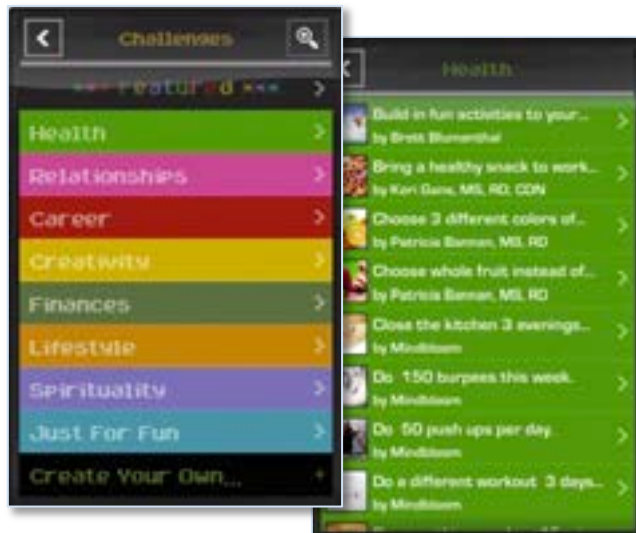 Challenges
Featured
Health
Relationships
Career
Creativity
Finances
Lifestyle
Spirituality
Just For Fun
Create Your Own...
Health
Build in fun activities to your...
by Brett Blumenthal
Bring a healthy snack to work...
by Keri Gans, MS, RD, CDN
Choose 3 different colors of...
by Patricia Bannan, MS, RD
Choose whole fruit instead of...
by Patricia Bannan, MS, RD
Close the kitchen 3 evenings...
by Mindbloom
Do 150 burpees this week.
by Mindbloom
Do 50 push ups per day.
by Mindbloom
Do a different workout 3 days...
by Mindbloom